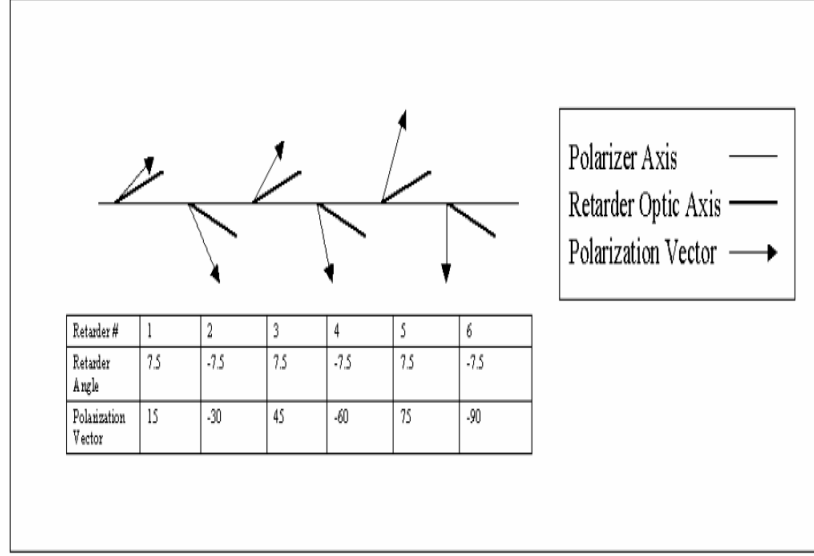 Polarizer Axis
Retarder Optic Axis
Polarization Vector
Retarder # 1 2 3 4 5 6
Retarder Angle 7.5 -7.5 7.5 -7.5 7.5 -7.5
Polarization Vector 15 -30 45 -60 75 -90